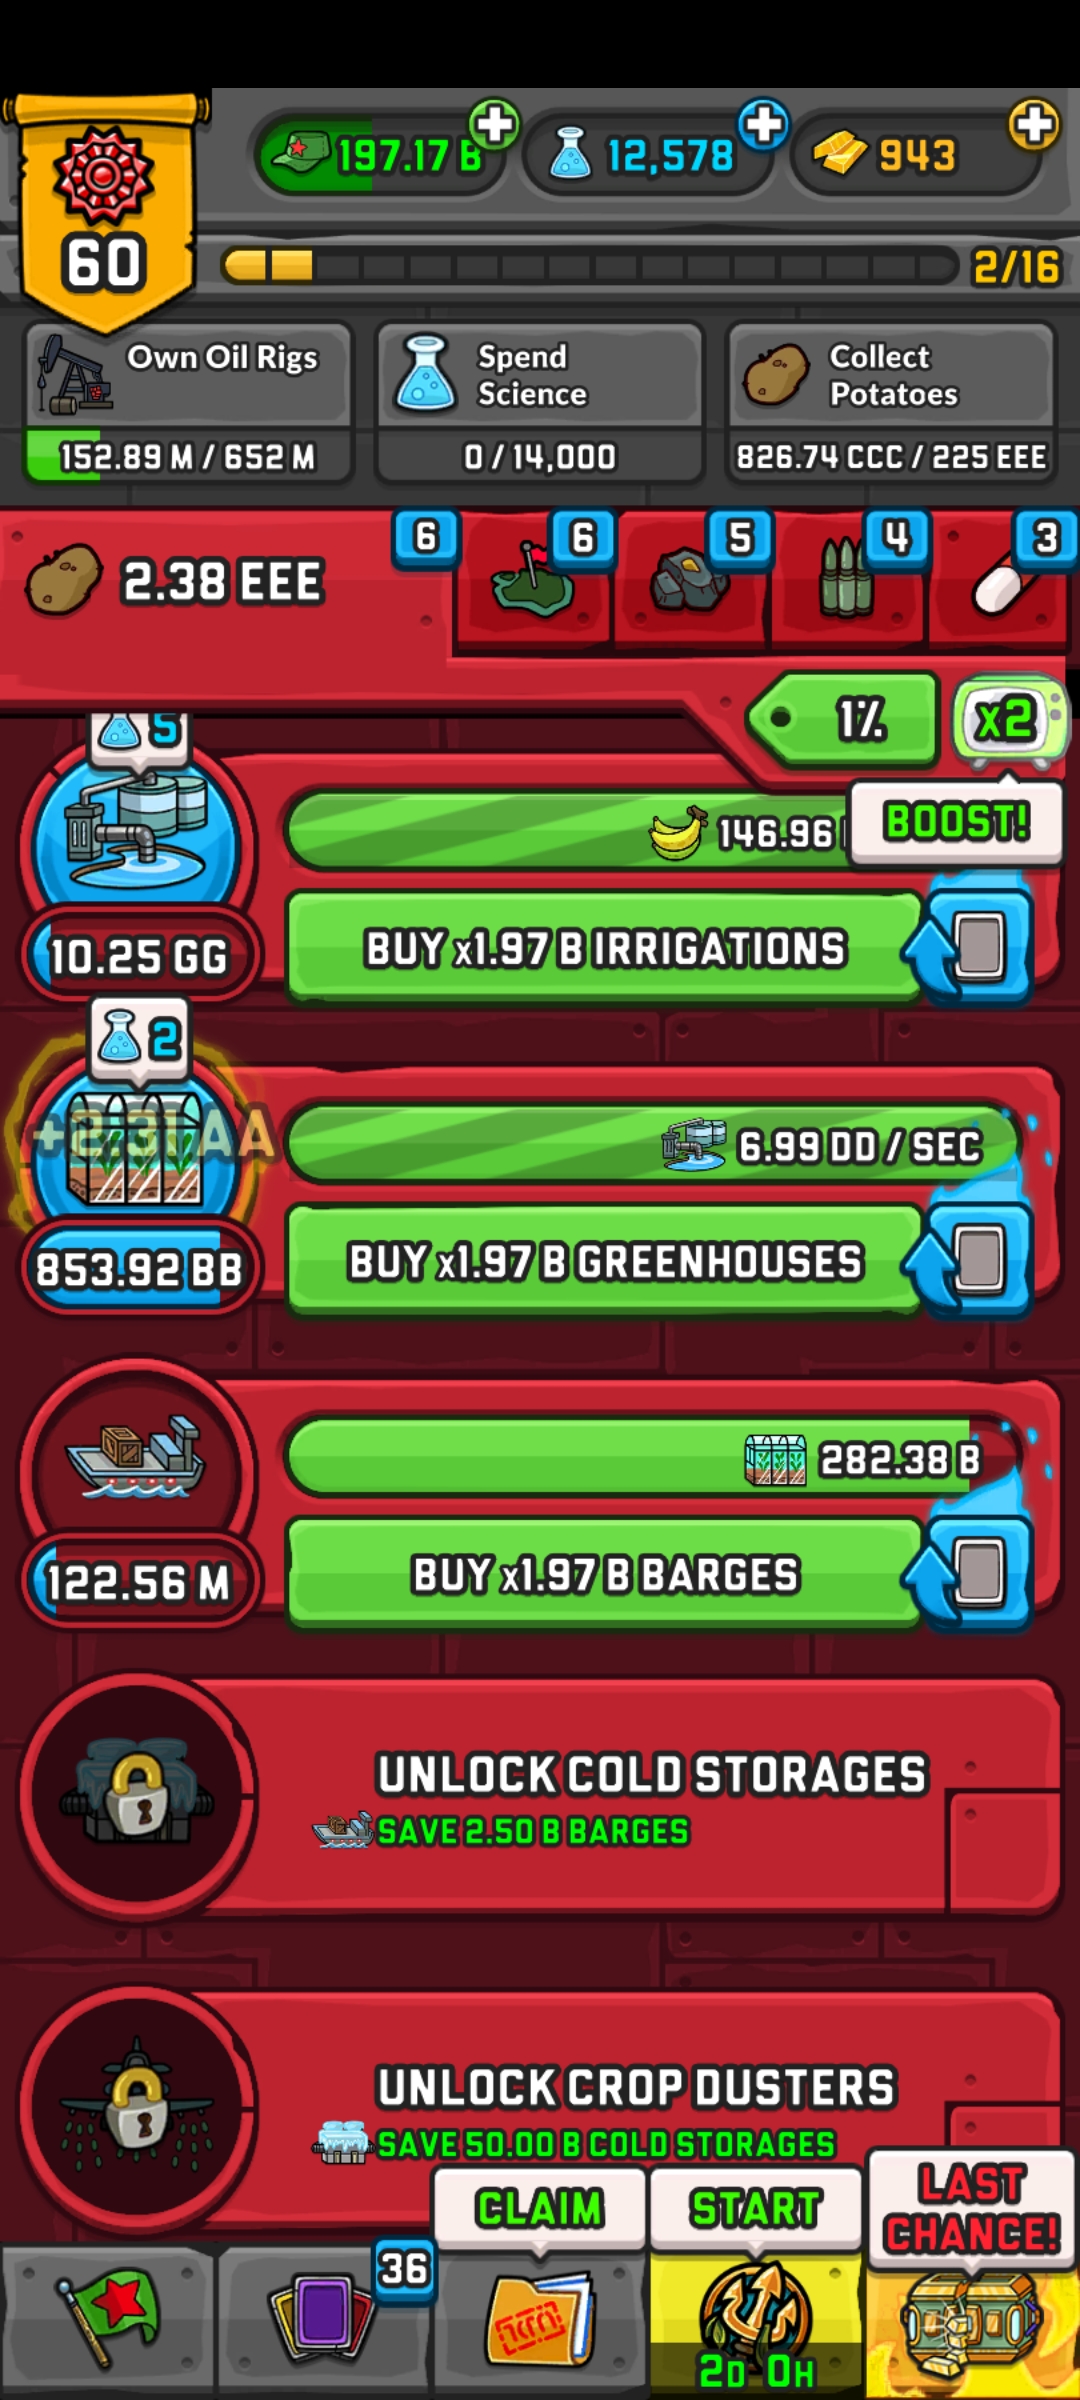 197.17 B
12,578
943
60
2/16
Own Oil Rigs
152.89 M / 652 M
Spend
Science
0 / 14,000
Collect
Potatoes
826.74 CCC / 225 EEE
2.38 EEE
6
6
5
4
3
1%
x2
BOOST!
5
146.96
10.25 GG
BUY x1.97 B IRRIGATIONS
2
+2.31 AA
6.99 DD / SEC
853.92 BB
BUY x1.97 B GREENHOUSES
282.38 B
122.56 M
BUY x1.97 B BARGES
UNLOCK COLD STORAGES
SAVE 2.50 B BARGES
UNLOCK CROP DUSTERS
SAVE 50.00 B COLD STORAGES
CLAIM
START
LAST
CHANCE!
36
2D 0H